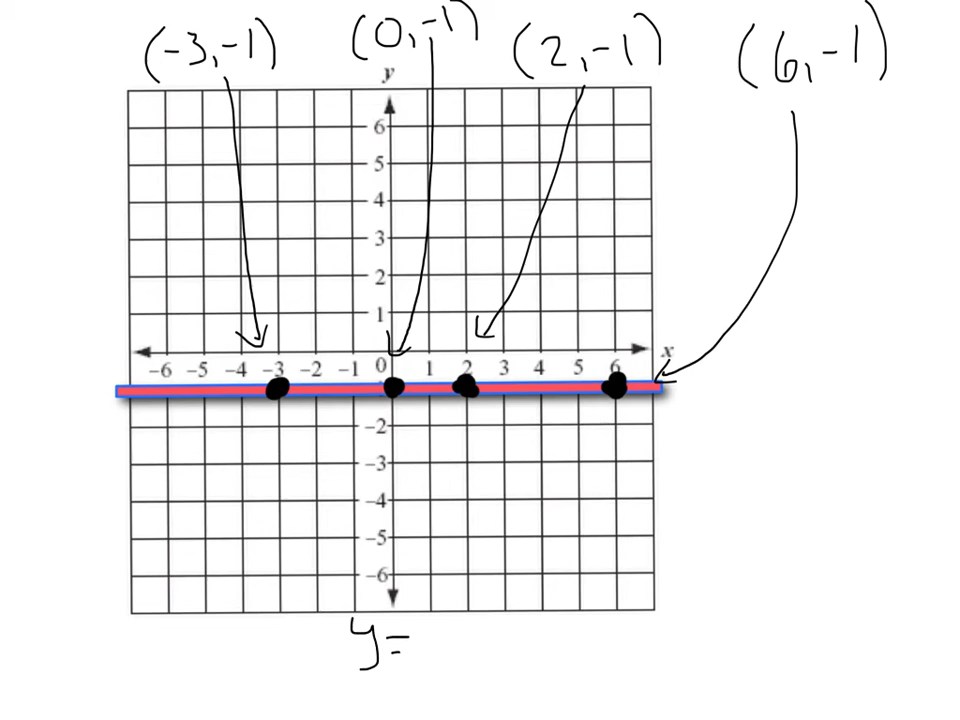 (-3,-1) (0,-1) (2,-1) (6,-1)
y
6
5
4
3
2
1
x
–6 –5 –4 –3 –2 –1 0 1 2 3 4 5 6
–2
–3
–4
–5
–6
y=